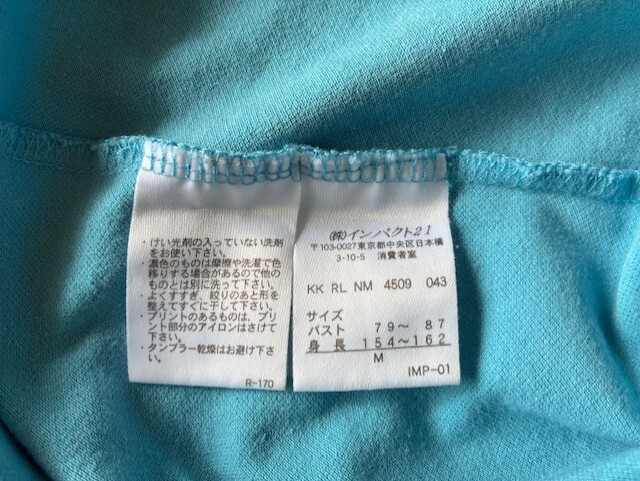 ・けい光剤の入っていない洗剤
をお使い下さい。
・濃色のものは摩擦や洗濯で色
移りする場合があるので他の
ものとは別に洗って下さい。
・よくすすぎ、絞りのあと形を
整えてすぐに干して下さい。
・プリントのあるものは、プリ
ント部分のアイロンはさけて
下さい。
・タンブラー乾燥はお避け下さ
い。
R-170
(株)インパクト21
〒103-0027東京都中央区日本橋
3-10-5 消費者室
KK RL NM 4509 043
サイズ
バスト 79～ 87
身長 154～162
M
IMP-01